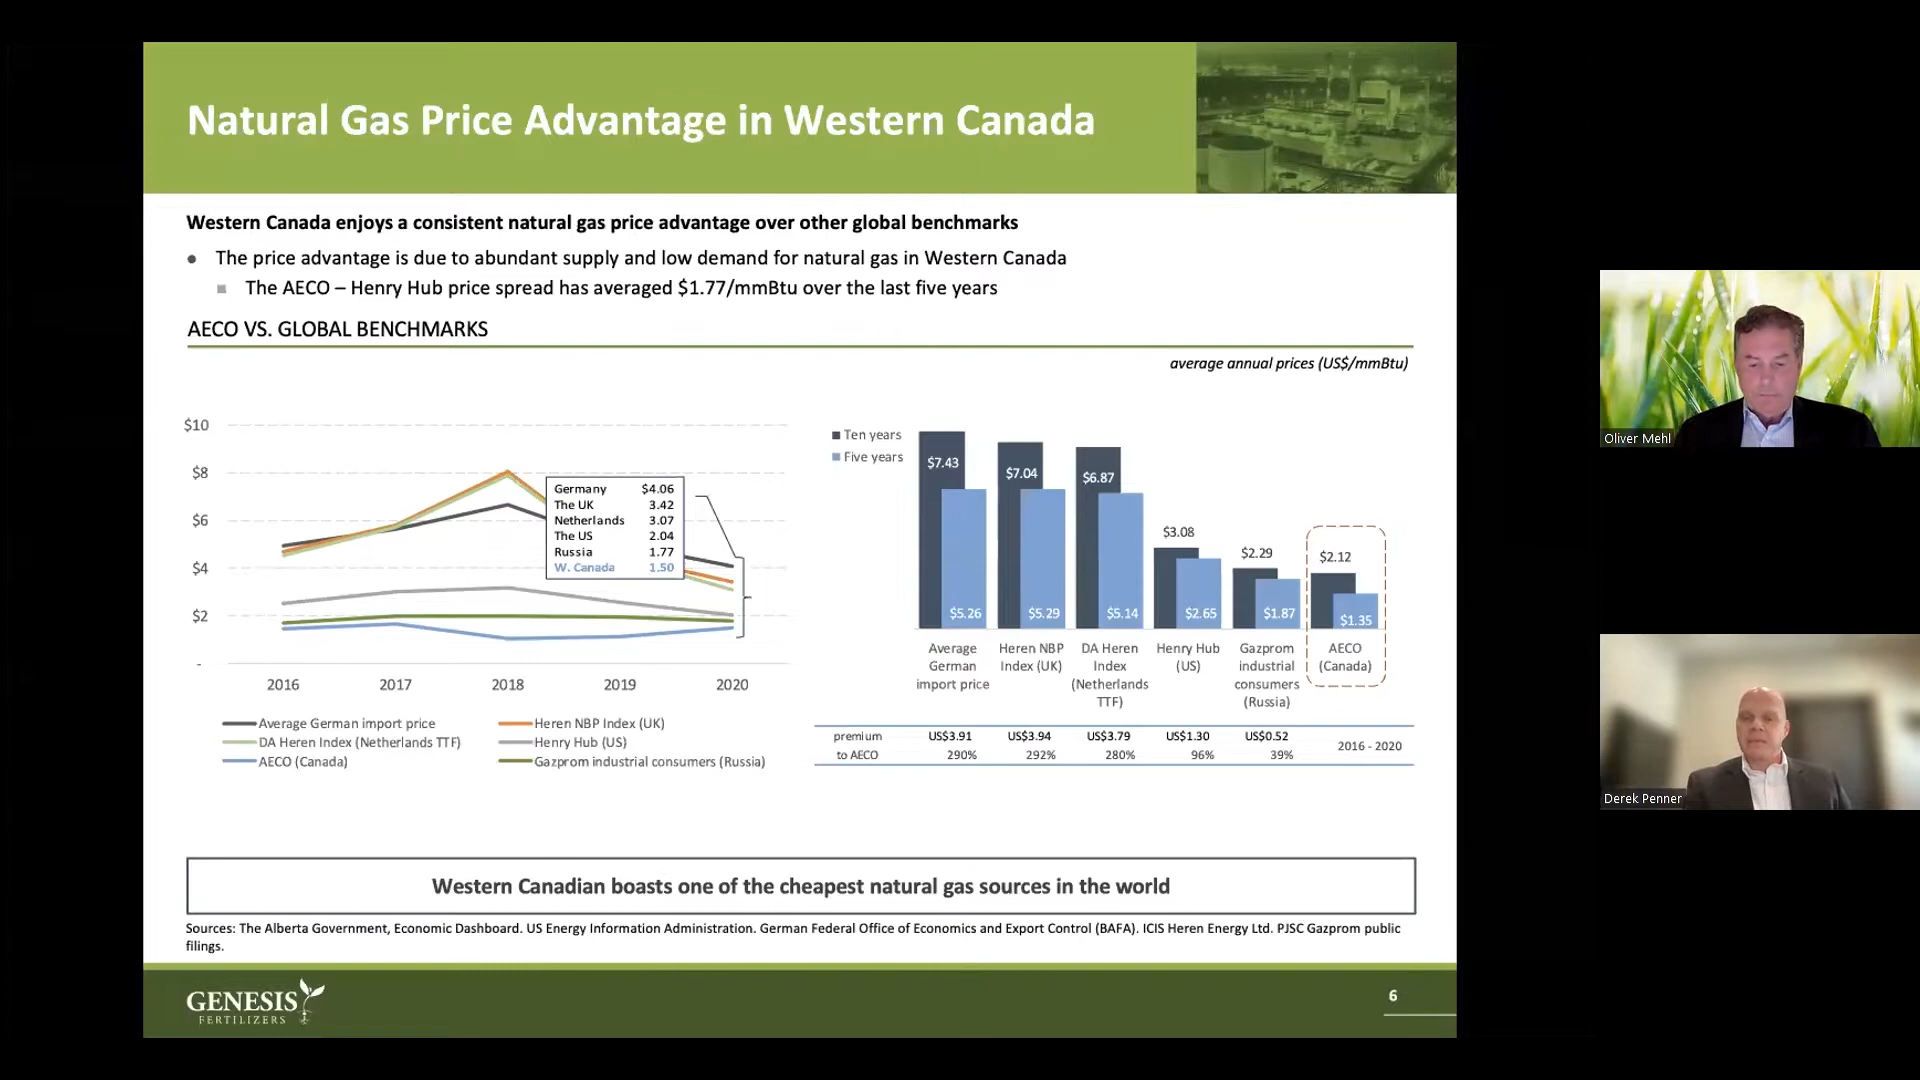 Natural Gas Price Advantage in Western Canada
Western Canada enjoys a consistent natural gas price advantage over other global benchmarks
● The price advantage is due to abundant supply and low demand for natural gas in Western Canada
■ The AECO – Henry Hub price spread has averaged $1.77/mmBtu over the last five years
AECO VS. GLOBAL BENCHMARKS
average annual prices (US$/mmBtu)
$10
$8
$6
$4
$2
-
2016 2017 2018 2019 2020
Germany $4.06
The UK 3.42
Netherlands 3.07
The US 2.04
Russia 1.77
W. Canada 1.50
Average German import price
Heren NBP Index (UK)
DA Heren Index (Netherlands TTF)
Henry Hub (US)
AECO (Canada)
Gazprom industrial consumers (Russia)
Ten years
Five years
$7.43 $7.04 $6.87 $3.08 $2.29 $2.12
$5.26 $5.29 $5.14 $2.65 $1.87 $1.35
Average
German
import price
Heren NBP
Index (UK)
DA Heren
Index
(Netherlands
TTF)
Henry Hub
(US)
Gazprom
industrial
consumers
(Russia)
AECO
(Canada)
premium US$3.91 US$3.94 US$3.79 US$1.30 US$0.52
to AECO 290% 292% 280% 96% 39%
2016 - 2020
Western Canadian boasts one of the cheapest natural gas sources in the world
Sources: The Alberta Government, Economic Dashboard. US Energy Information Administration. German Federal Office of Economics and Export Control (BAFA). ICIS Heren Energy Ltd. PJSC Gazprom public
filings.
GENESIS
FERTILIZERS
6
Oliver Mehl
Derek Penner